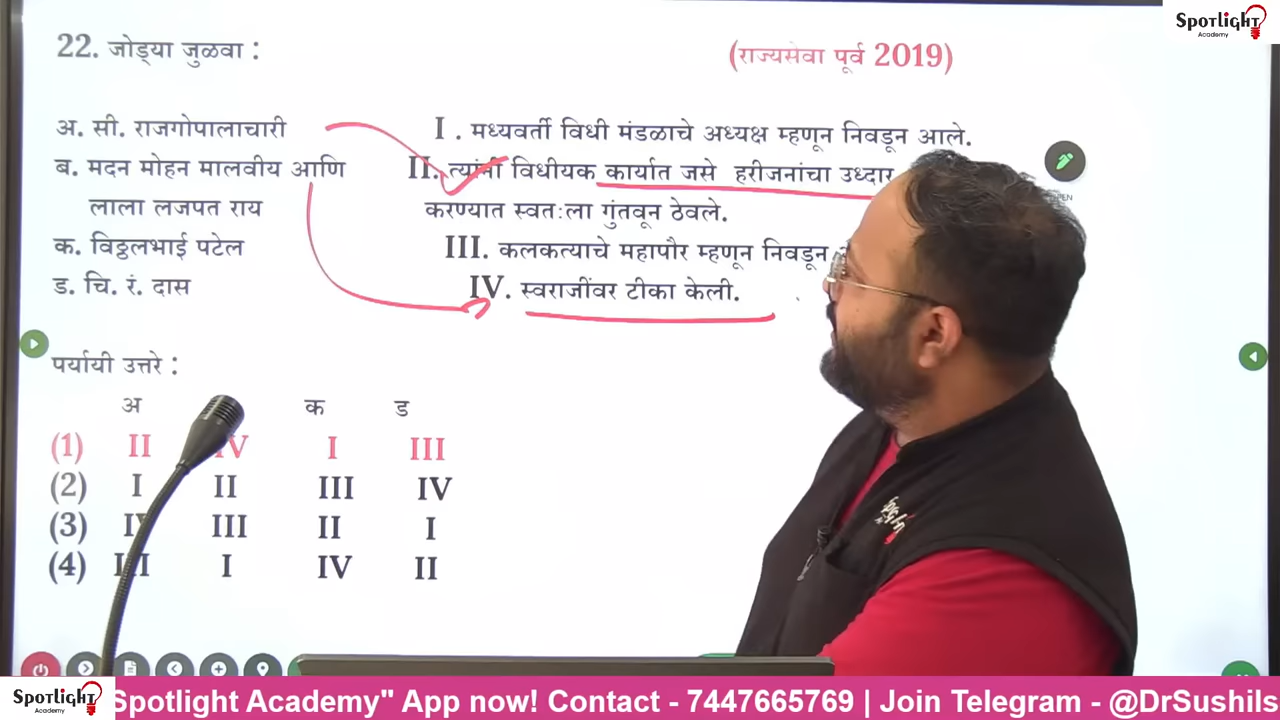 Spotlight
Academy
22. जोड्या जुळवा :
(राज्यसेवा पूर्व 2019)
अ. सी. राजगोपालाचारी
I . मध्यवर्ती विधी मंडळाचे अध्यक्ष म्हणून निवडून आले.
ब. मदन मोहन मालवीय आणि
लाला लजपत राय
II. त्यांनी विधीयक कार्यात जसे हरीजनांचा उध्दार
करण्यात स्वतःला गुंतवून ठेवले.
क. विठ्ठलभाई पटेल
III. कलकत्याचे महापौर म्हणून निवडून
ड. चि. रं. दास
IV. स्वराजींवर टीका केली.
पर्यायी उत्तरे :
अ क ड
(1) II IV I III
(2) I II III IV
(3) III II I
(4) III I IV II
Spotlight
Academy
Spotlight Academy" App now! Contact - 7447665769 | Join Telegram - @DrSushils